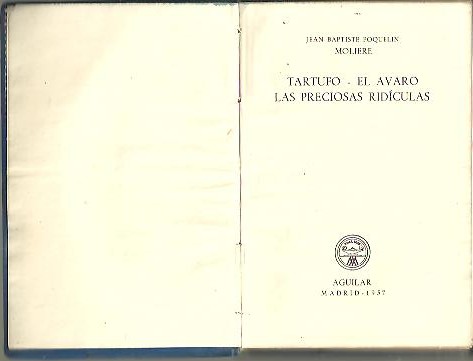 JEAN BAPTISTE POQUELIN
MOLIERE
TARTUFO - EL AVARO
LAS PRECIOSAS RIDÍCULAS
AGUILAR
MADRID - 1957